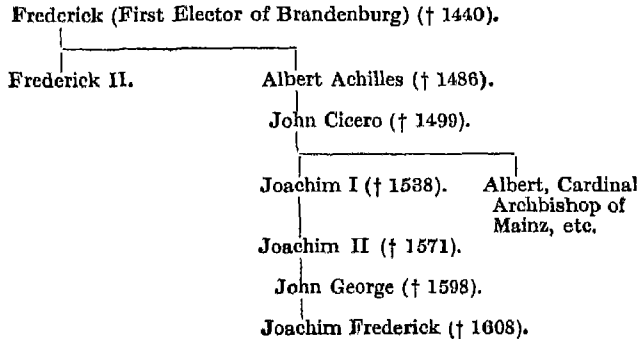 Frederick (First Elector of Brandenburg) († 1440).
Frederick II. Albert Achilles († 1486).
John Cicero († 1499).
Joachim I († 1538). Albert, Cardinal
Archbishop of
Mainz, etc.
Joachim II († 1571).
John George († 1598).
Joachim Frederick († 1608).